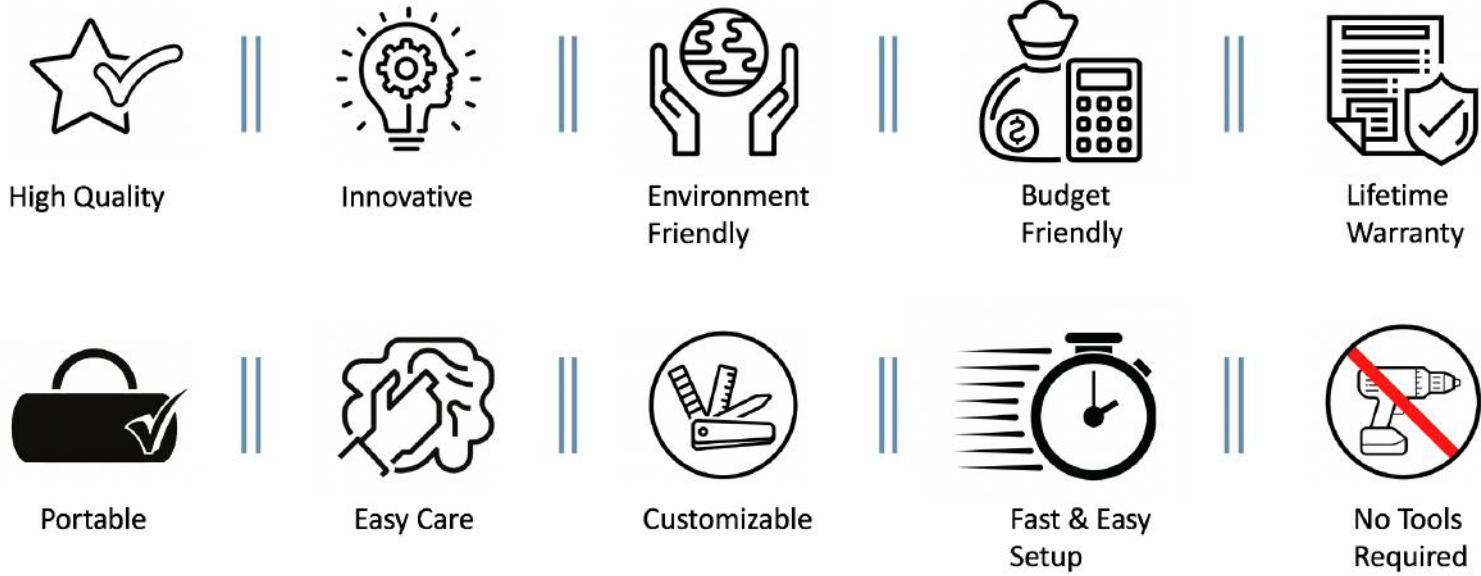 High Quality
Innovative
Environment
Friendly
Budget
Friendly
Lifetime
Warranty
Portable
Easy Care
Customizable
Fast & Easy
Setup
No Tools
Required